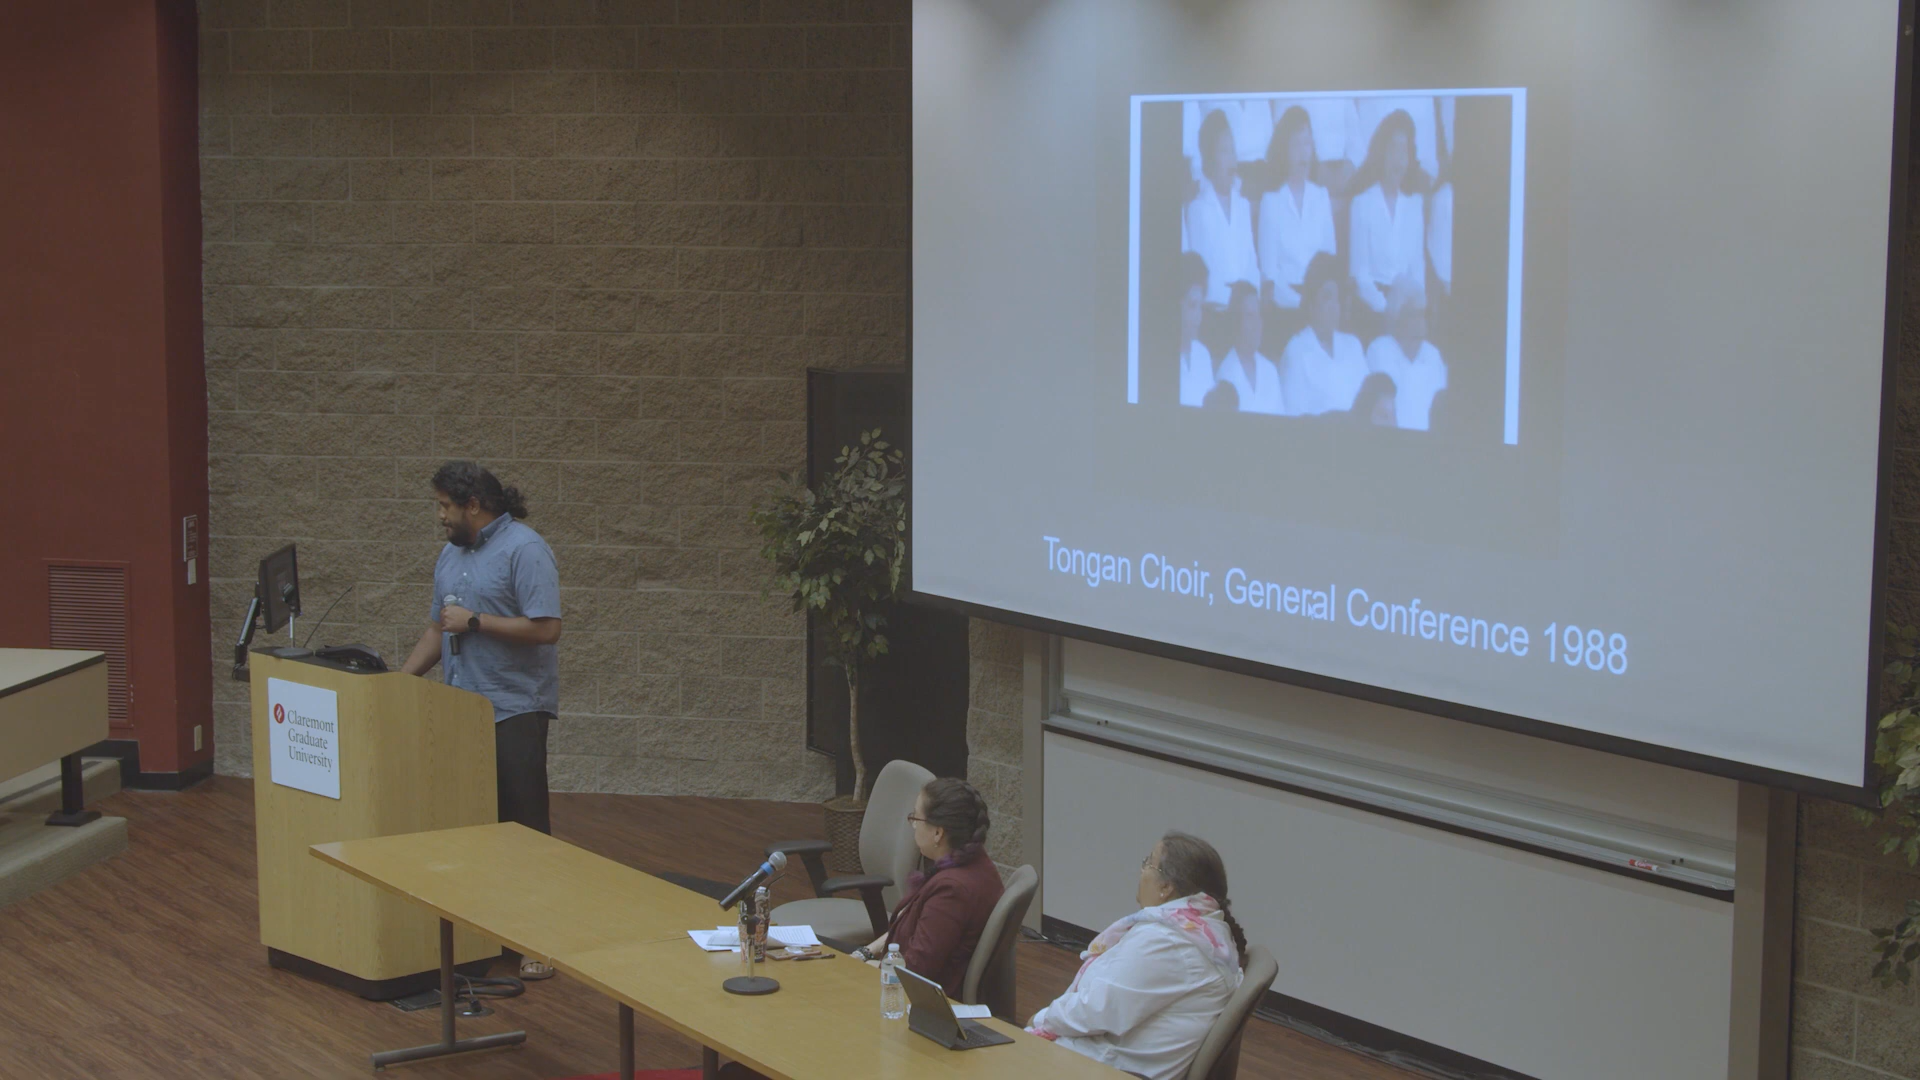 Tongan Choir, General Conference 1988
Claremont
Graduate
University